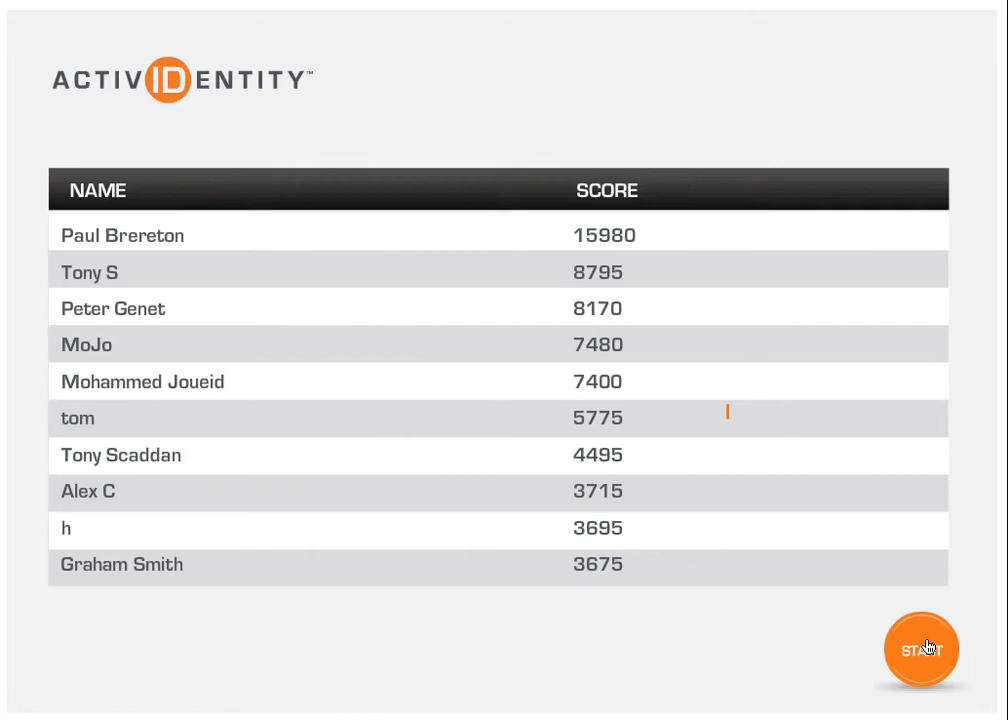 ACTIVIDENTITY™
NAME SCORE
Paul Brereton 15980
Tony S 8795
Peter Genet 8170
MoJo 7480
Mohammed Joueid 7400
tom 5775
Tony Scaddan 4495
Alex C 3715
h 3695
Graham Smith 3675
START